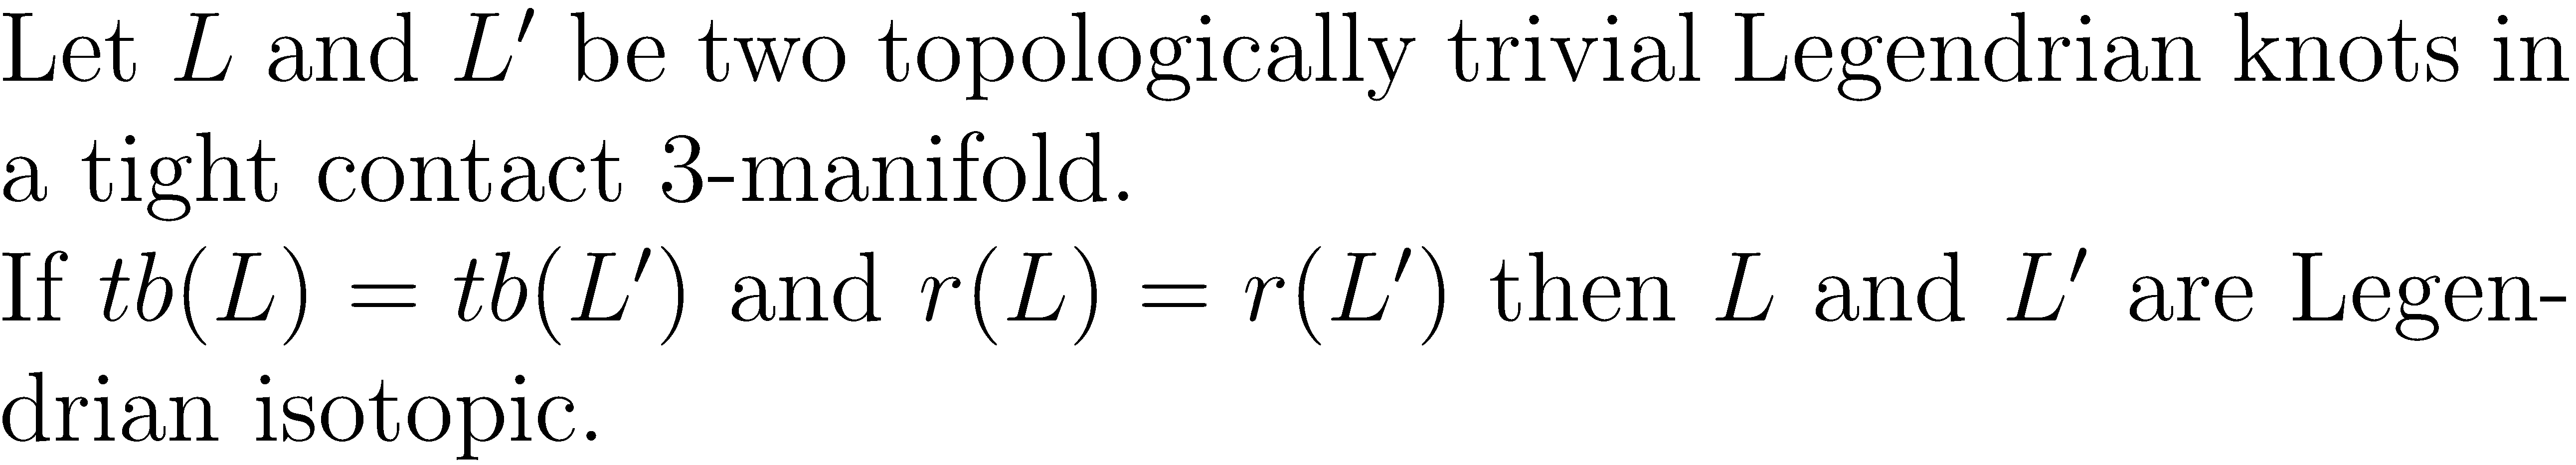 Let L and L′ be two topologically trivial Legendrian knots in
a tight contact 3-manifold.
If tb(L) = tb(L′) and r(L) = r(L′) then L and L′ are Legen-
drian isotopic.